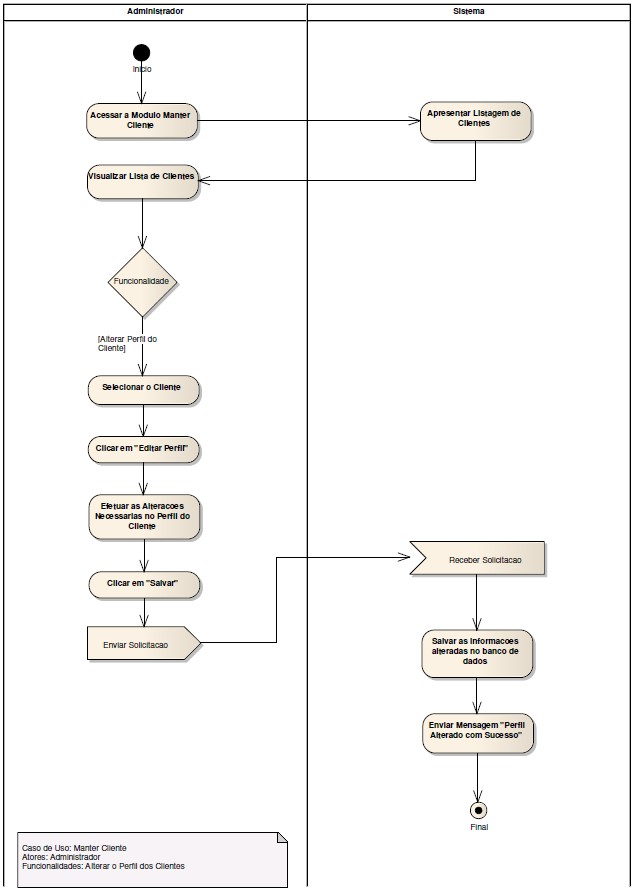 Administrador
Sistema
Inicio
Acessar a Modulo Manter
Cliente
Apresentar Listagem de
Clientes
Visualizar Lista de Clientes
Funcionalidade
[Alterar Perfil do
Cliente]
Selecionar o Cliente
Clicar em "Editar Perfil"
Efetuar as Alteracoes
Necessarias no Perfil do
Cliente
Clicar em "Salvar"
Enviar Solicitacao
Receber Solicitacao
Salvar as informacoes
alteradas no banco de
dados
Enviar Mensagem "Perfil
Alterado com Sucesso"
Final
Caso de Uso: Manter Cliente
Atores: Administrador
Funcionalidades: Alterar o Perfil dos Clientes